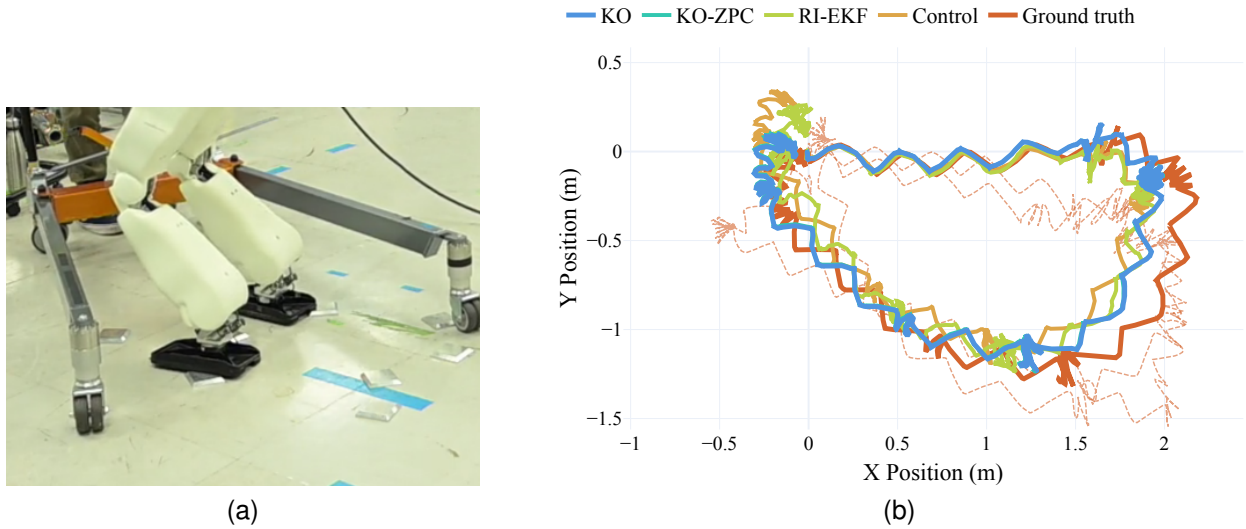 KO KO-ZPC RI-EKF Control Ground truth
0.5
0
−0.5
−1
−1.5
Y Position (m)
−1 −0.5 0 0.5 1 1.5 2
X Position (m)
(a) (b)